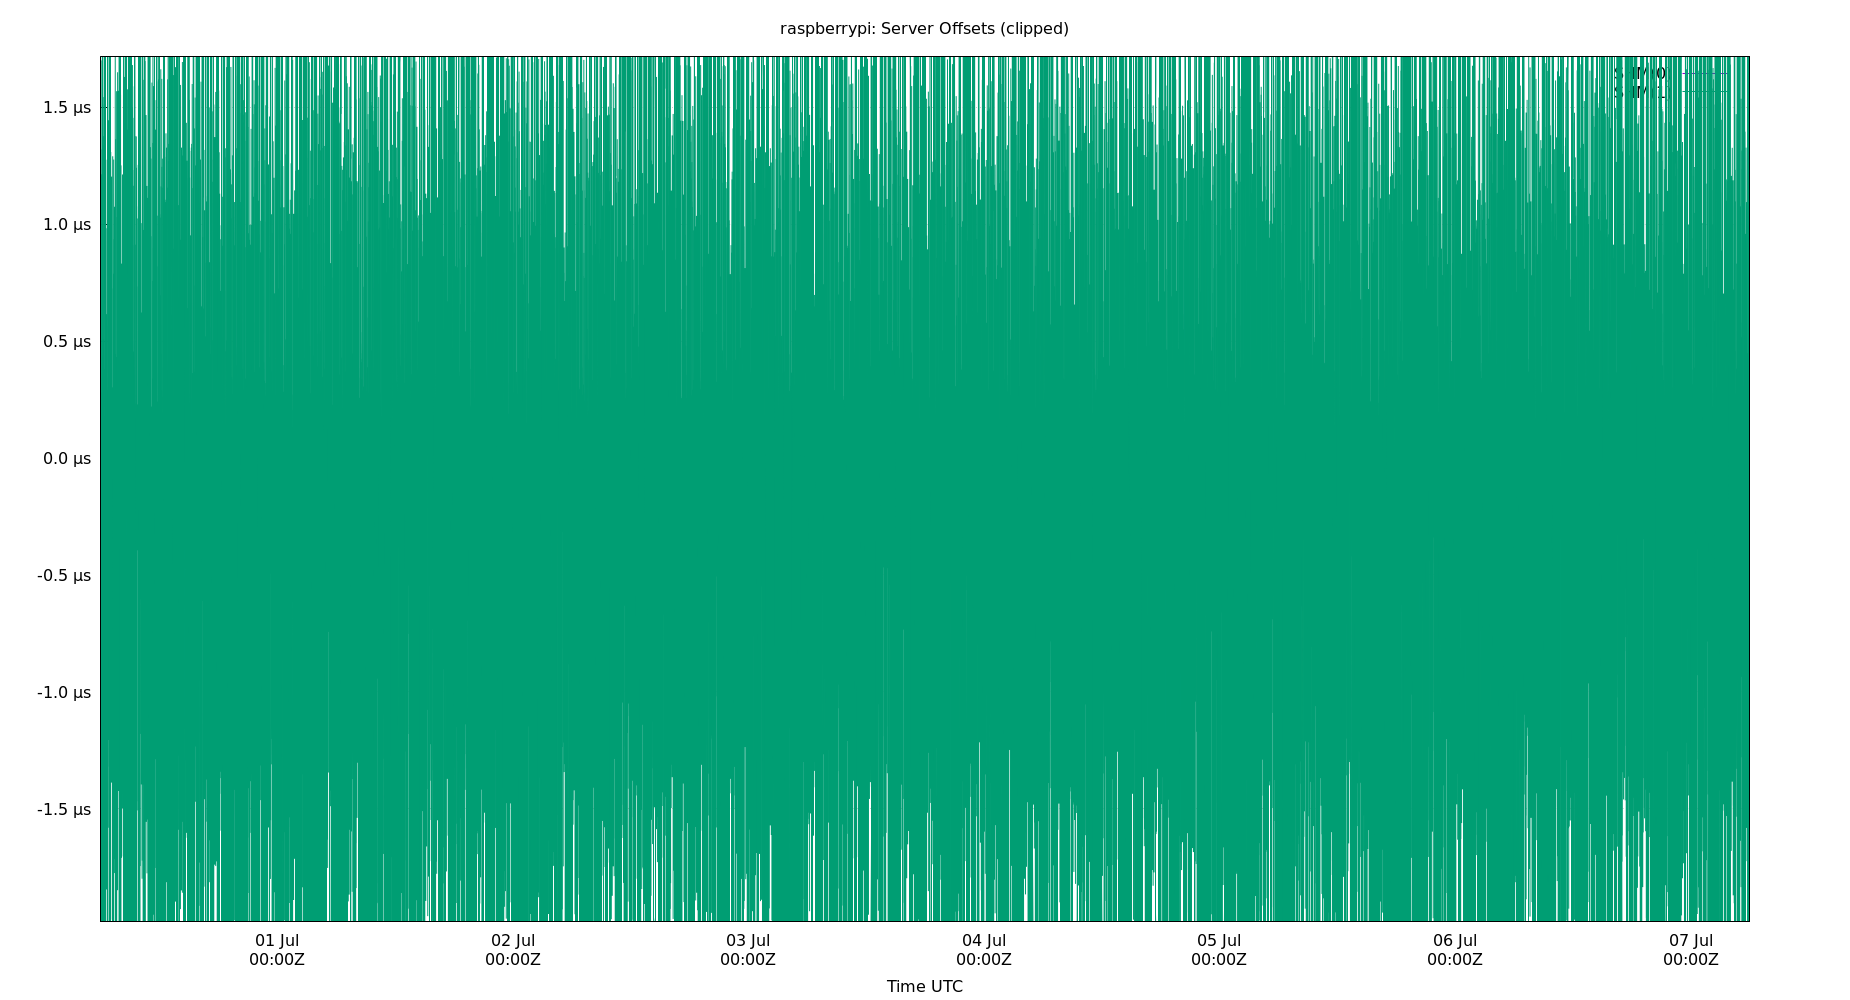 raspberrypi: Server Offsets (clipped)
1.5 µs
1.0 µs
0.5 µs
0.0 µs
-0.5 µs
-1.0 µs
-1.5 µs
01 Jul 02 Jul 03 Jul 04 Jul 05 Jul 06 Jul 07 Jul
00:00Z 00:00Z 00:00Z 00:00Z 00:00Z 00:00Z 00:00Z
Time UTC